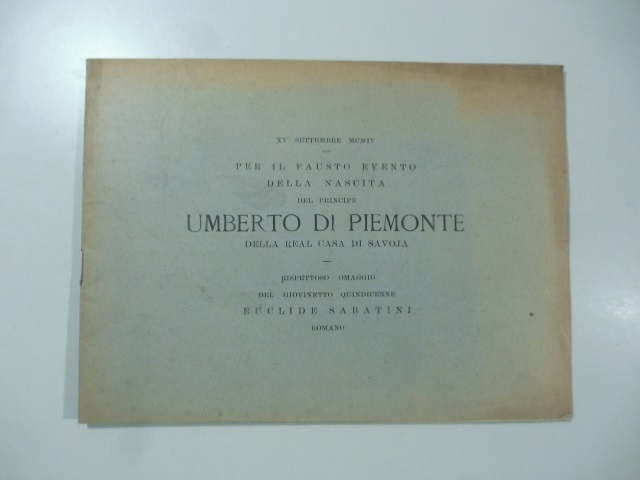 XV SETTEMBRE MCMIV
PER IL FAUSTO EVENTO
DELLA NASCITA
DEL PRINCIPE
UMBERTO DI PIEMONTE
DELLA REAL CASA DI SAVOJA
RISPETTOSO OMAGGIO
DEL GIOVINETTO QUINDICENNE
EUCLIDE SABATINI
ROMANO